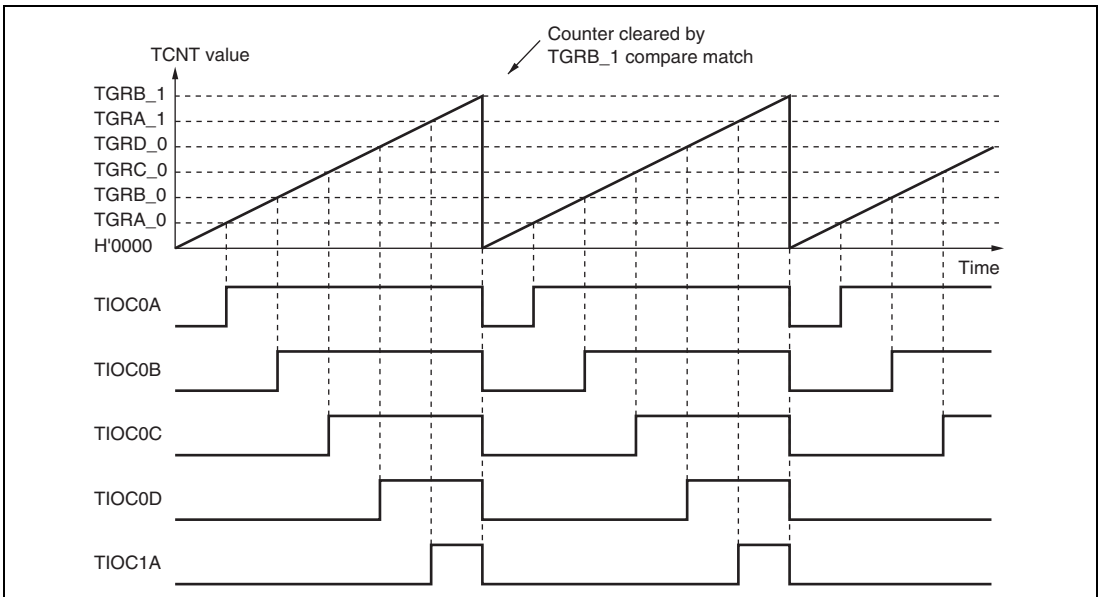 Counter cleared by
TGRB_1 compare match
TCNT value
TGRB_1
TGRA_1
TGRD_0
TGRC_0
TGRB_0
TGRA_0
H'0000
Time
TIOC0A
TIOC0B
TIOC0C
TIOC0D
TIOC1A